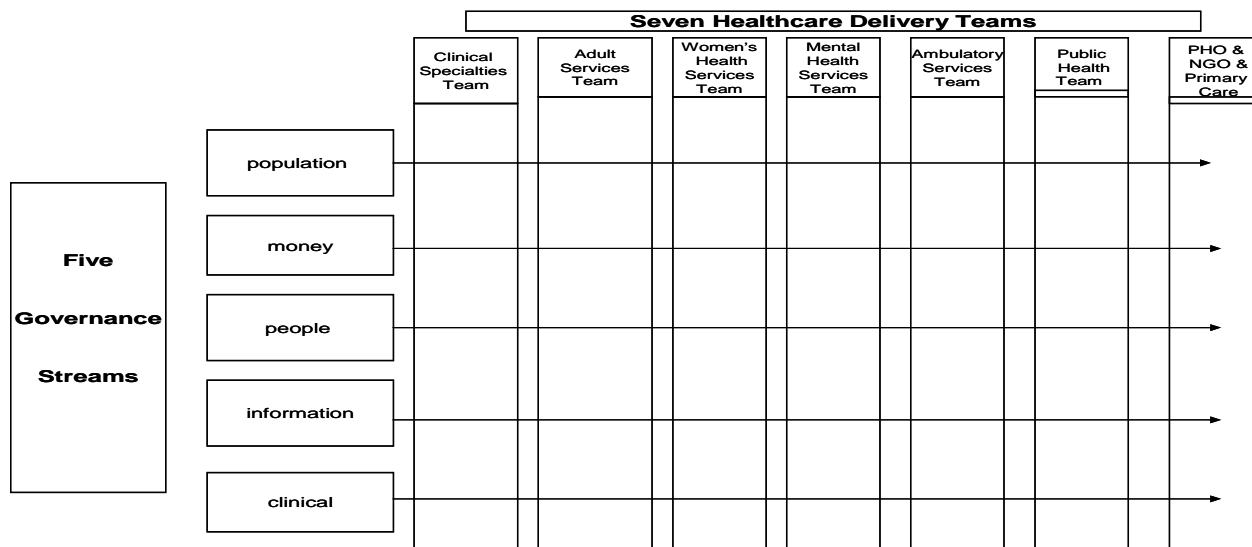 Seven Healthcare Delivery Teams
Clinical
Specialties
Team
Adult
Services
Team
Women's
Health
Services
Team
Mental
Health
Services
Team
Ambulatory
Services
Team
Public
Health
Team
PHO &
NGO &
Primary
Care
population
money
people
information
clinical
Five
Governance
Streams